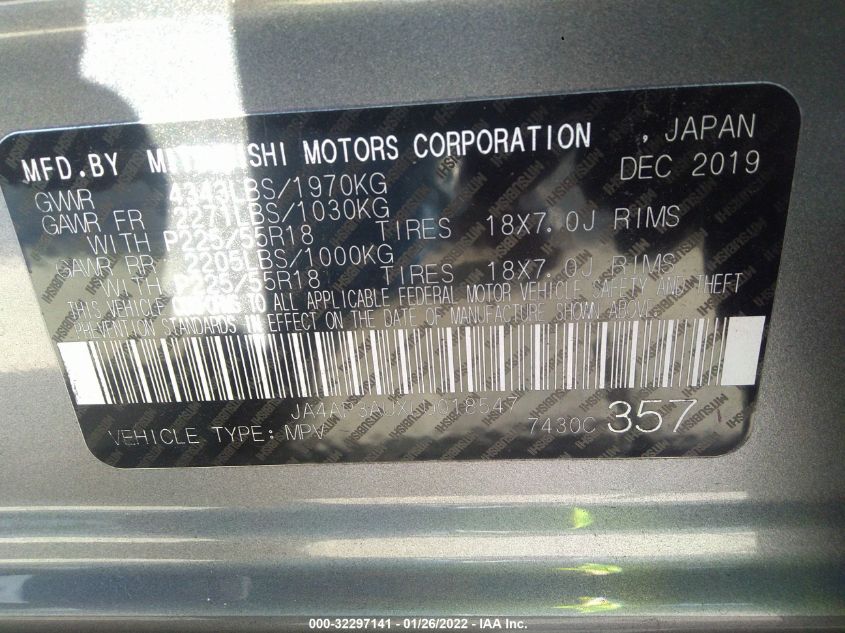 MFD.BY MITSUBISHI MOTORS CORPORATION , JAPAN
DEC 2019
GVWR 4343LBS/1970KG
GAWR FR 2271LBS/1030KG
WITH P225/55R18 TIRES 18X7.0J RIMS
GAWR RR 2205LBS/1000KG
WITH P225/55R18 TIRES 18X7.0J RIMS
THIS VEHICLE CONFORMS TO ALL APPLICABLE FEDERAL MOTOR VEHICLE SAFETY AND THEFT
PREVENTION STANDARDS IN EFFECT ON THE DATE OF MANUFACTURE SHOWN ABOVE.
VEHICLE TYPE: MPV 7430C 357
000-32297141 - 01/26/2022 - IAA Inc.